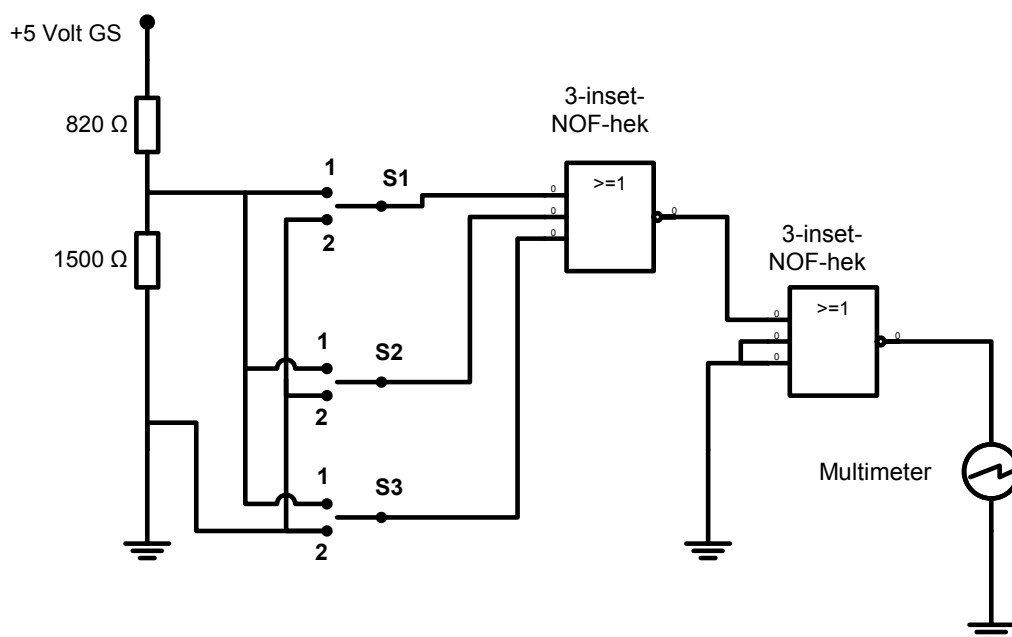 +5 Volt GS
820 Ω
1500 Ω
1
S1
2
1
S2
2
1
S3
2
3-inset-
NOF-hek
0
0
0
>=1
0
3-inset-
NOF-hek
0
0
0
>=1
0
Multimeter